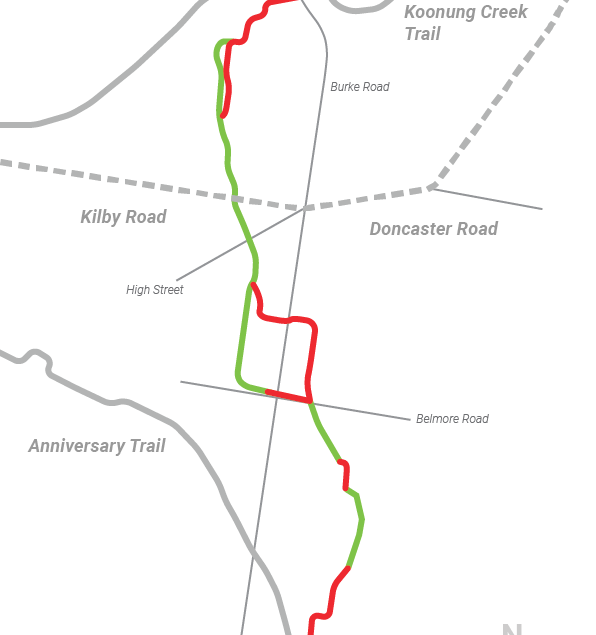 Koonung Creek
Trail
Burke Road
Kilby Road
Doncaster Road
High Street
Belmore Road
Anniversary Trail
N